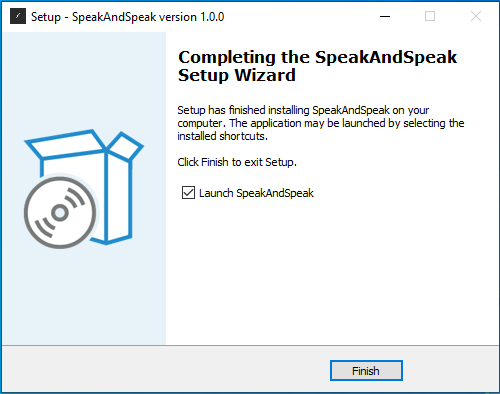 Setup - SpeakAndSpeak version 1.0.0
Completing the SpeakAndSpeak
Setup Wizard
Setup has finished installing SpeakAndSpeak on your
computer. The application may be launched by selecting the
installed shortcuts.
Click Finish to exit Setup.
Launch SpeakAndSpeak
Finish